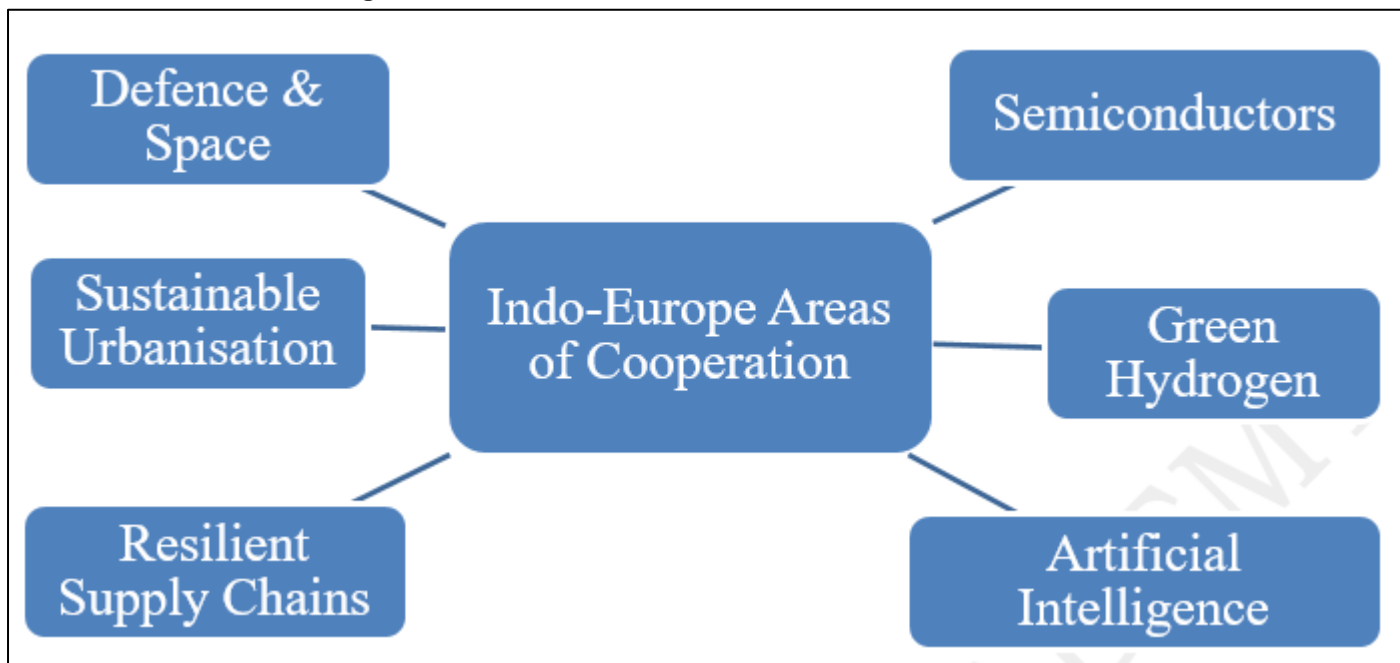 Defence &
Space
Semiconductors
Indo-Europe Areas
of Cooperation
Sustainable
Urbanisation
Green
Hydrogen
Resilient
Supply Chains
Artificial
Intelligence